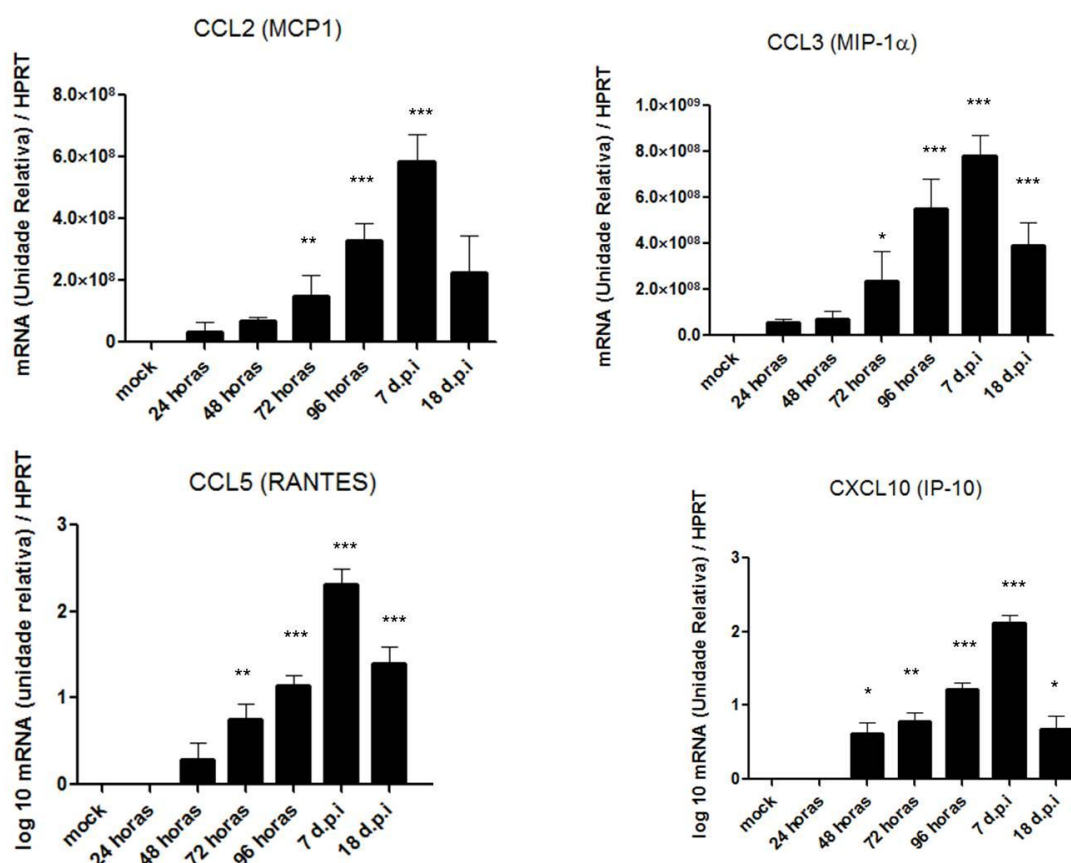 CCL2 (MCP1)
mRNA (Unidade Relativa) / HPRT
8.0×10⁸
6.0×10⁸
4.0×10⁸
2.0×10⁸
0
**
***
***
mock
24 horas
48 horas
72 horas
96 horas
7 d.p.i
18 d.p.i
CCL3 (MIP-1α)
mRNA (Unidade Relativa) / HPRT
1.0×10⁰⁹
8.0×10⁰⁸
6.0×10⁰⁸
4.0×10⁰⁸
2.0×10⁰⁸
0.0
*
***
***
***
mock
24 horas
48 horas
72 horas
96 horas
7 d.p.i
18 d.p.i
CCL5 (RANTES)
log 10 mRNA (unidade relativa) / HPRT
3
2
1
0
**
***
***
***
mock
24 horas
48 horas
72 horas
96 horas
7 d.p.i
18 d.p.i
CXCL10 (IP-10)
log 10 mRNA (Unidade Relativa) / HPRT
3
2
1
0
*
**
***
***
*
mock
24 horas
48 horas
72 horas
96 horas
7 d.p.i
18 d.p.i